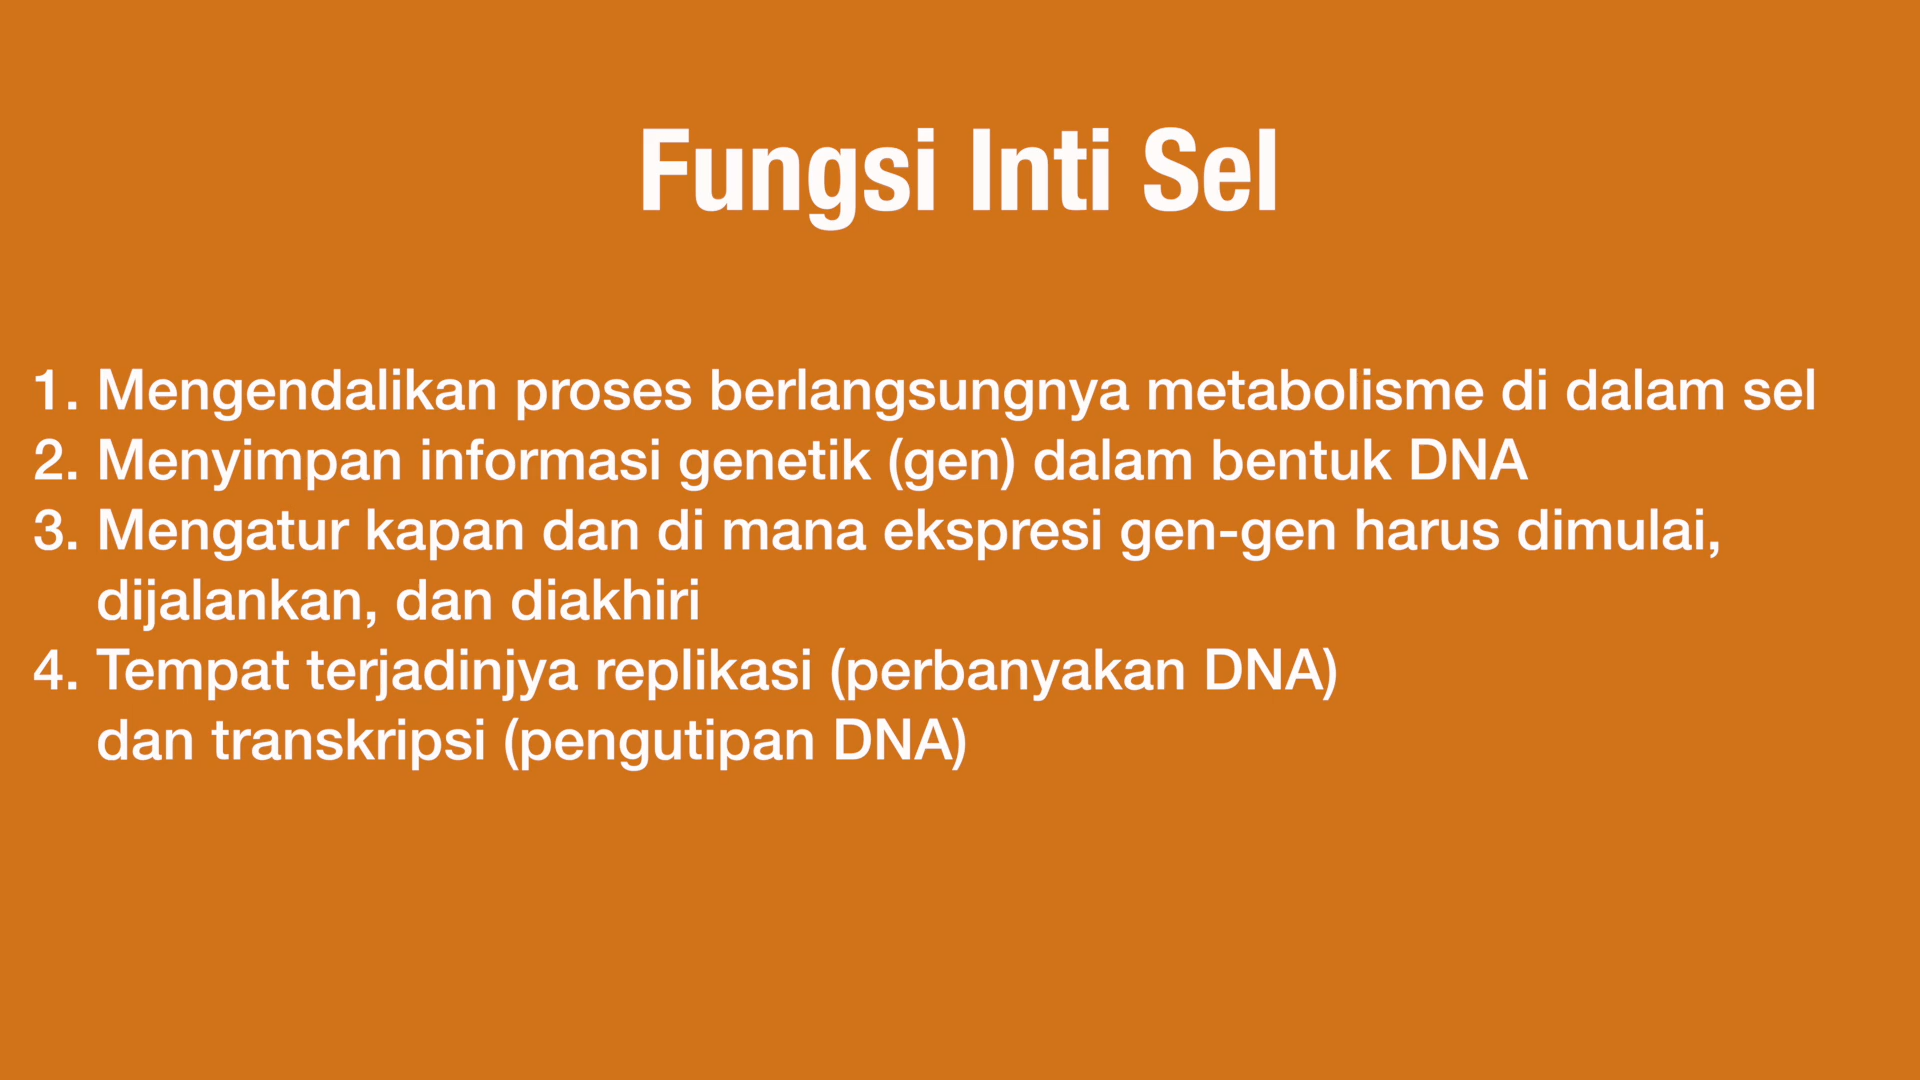 Fungsi Inti Sel
1. Mengendalikan proses berlangsungnya metabolisme di dalam sel
2. Menyimpan informasi genetik (gen) dalam bentuk DNA
3. Mengatur kapan dan di mana ekspresi gen-gen harus dimulai,
dijalankan, dan diakhiri
4. Tempat terjadinjya replikasi (perbanyakan DNA)
dan transkripsi (pengutipan DNA)